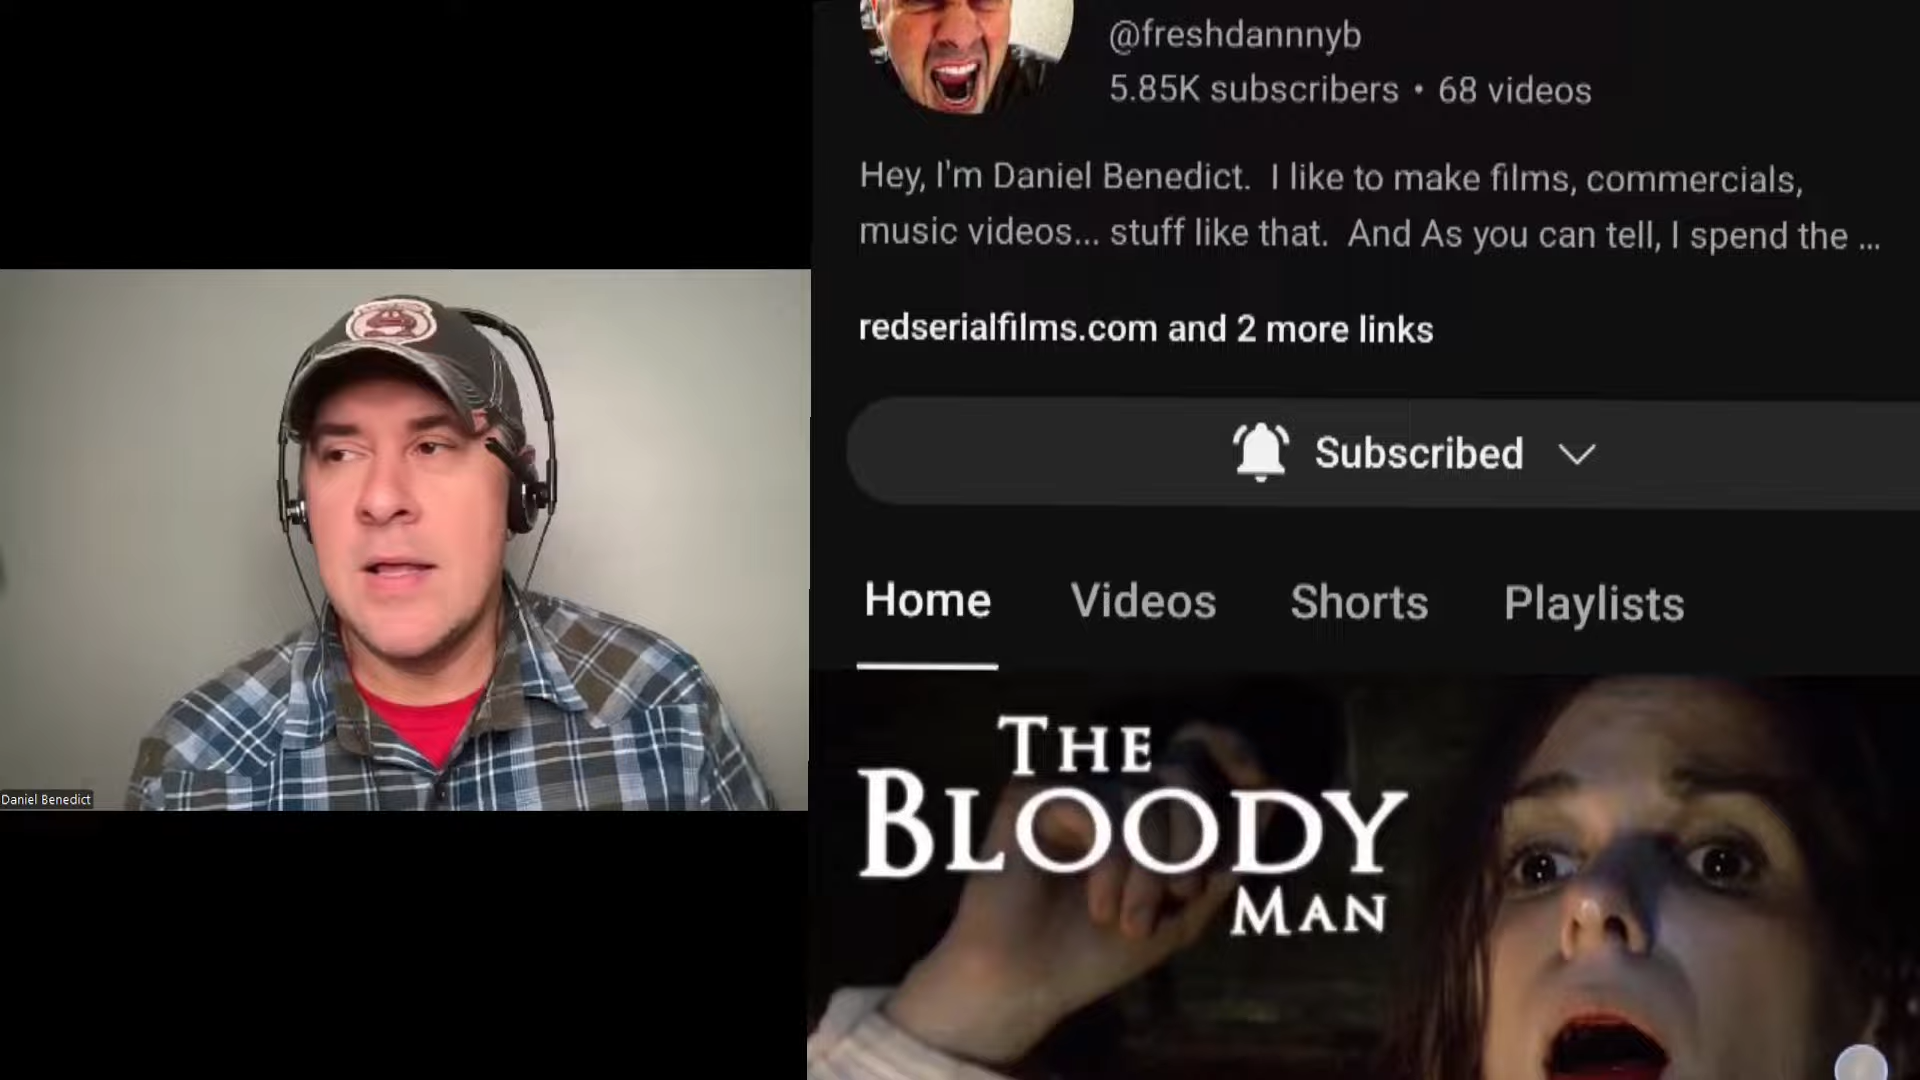 @freshdannnyb
5.85K subscribers • 68 videos
Hey, I'm Daniel Benedict. I like to make films, commercials,
music videos... stuff like that. And As you can tell, I spend the ...
redserialfilms.com and 2 more links
Subscribed
Home Videos Shorts Playlists
THE
BLOODY
MAN
Daniel Benedict